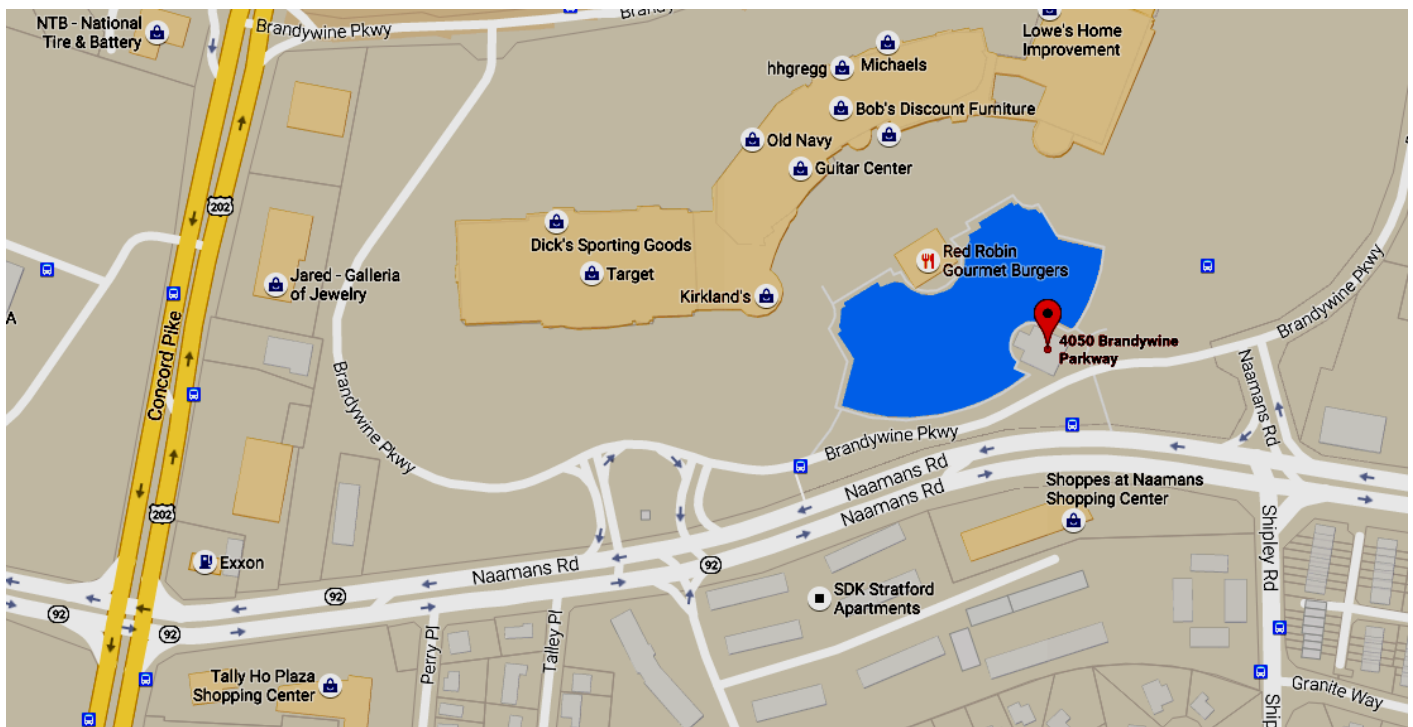 NTB - National
Tire & Battery
Brandywine Pkwy
Lowe's Home
Improvement
Michaels
hhgregg
Bob's Discount Furniture
Old Navy
Guitar Center
202
Dick's Sporting Goods
Target
Kirkland's
Red Robin
Gourmet Burgers
Jared - Galleria
of Jewelry
A
Concord Pike
4050 Brandywine
Parkway
Brandywine Pkwy
Naamans Rd
Brandywine Pkwy
Brandywine Pkwy
Naamans Rd
Naamans Rd
Shoppes at Naamans
Shopping Center
202
Shipley Rd
Exxon
Naamans Rd
92
92
92
92
SDK Stratford
Apartments
Perry Pl
Talley Pl
Tally Ho Plaza
Shopping Center
Granite Way